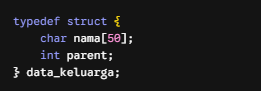 typedef struct {
    char nama[50];
    int parent;
} data_keluarga;